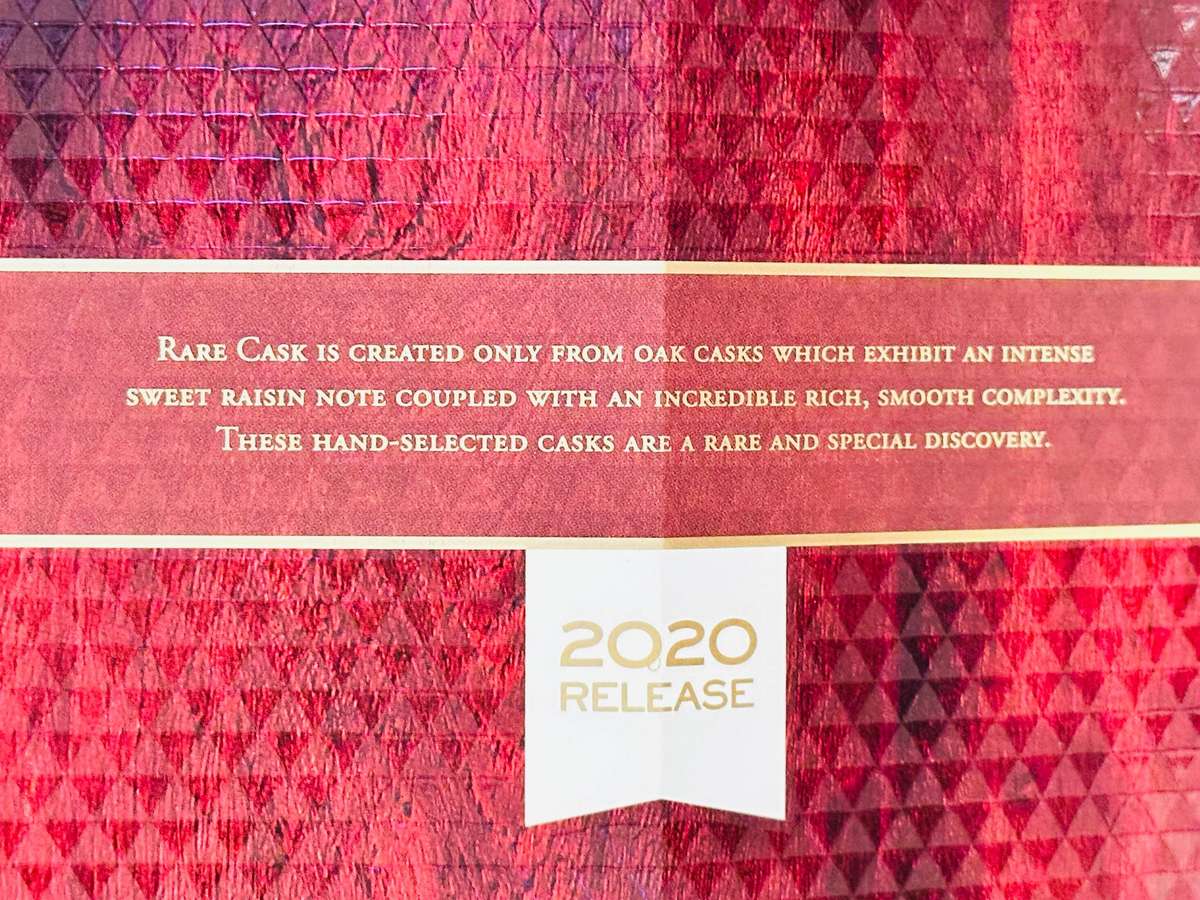 Rare Cask is created only from oak casks which exhibit an intense
sweet raisin note coupled with an incredible rich, smooth complexity.
These hand-selected casks are a rare and special discovery.
2020
RELEASE